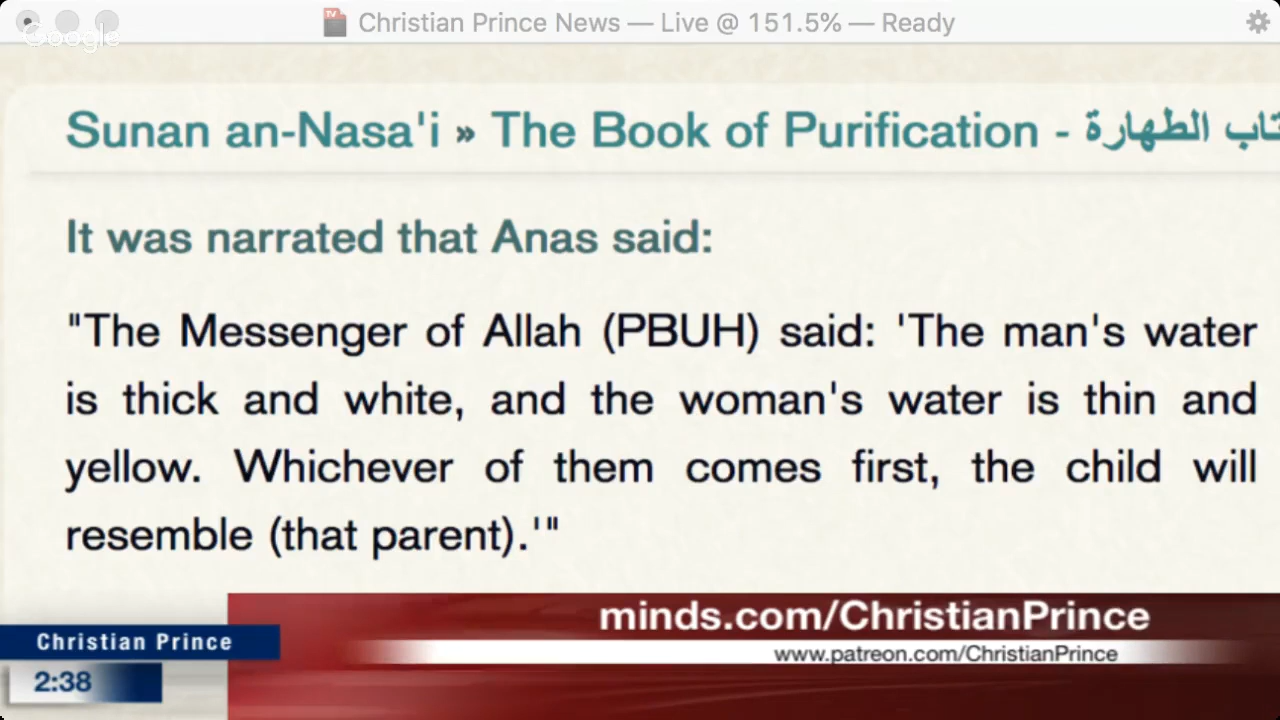 Christian Prince News — Live @ 151.5% — Ready
Google
Sunan an-Nasa'i » The Book of Purification - تاب الطهارة
It was narrated that Anas said:
"The Messenger of Allah (PBUH) said: 'The man's water
is thick and white, and the woman's water is thin and
yellow. Whichever of them comes first, the child will
resemble (that parent).'"
minds.com/ChristianPrince
Christian Prince
www.patreon.com/ChristianPrince
2:38